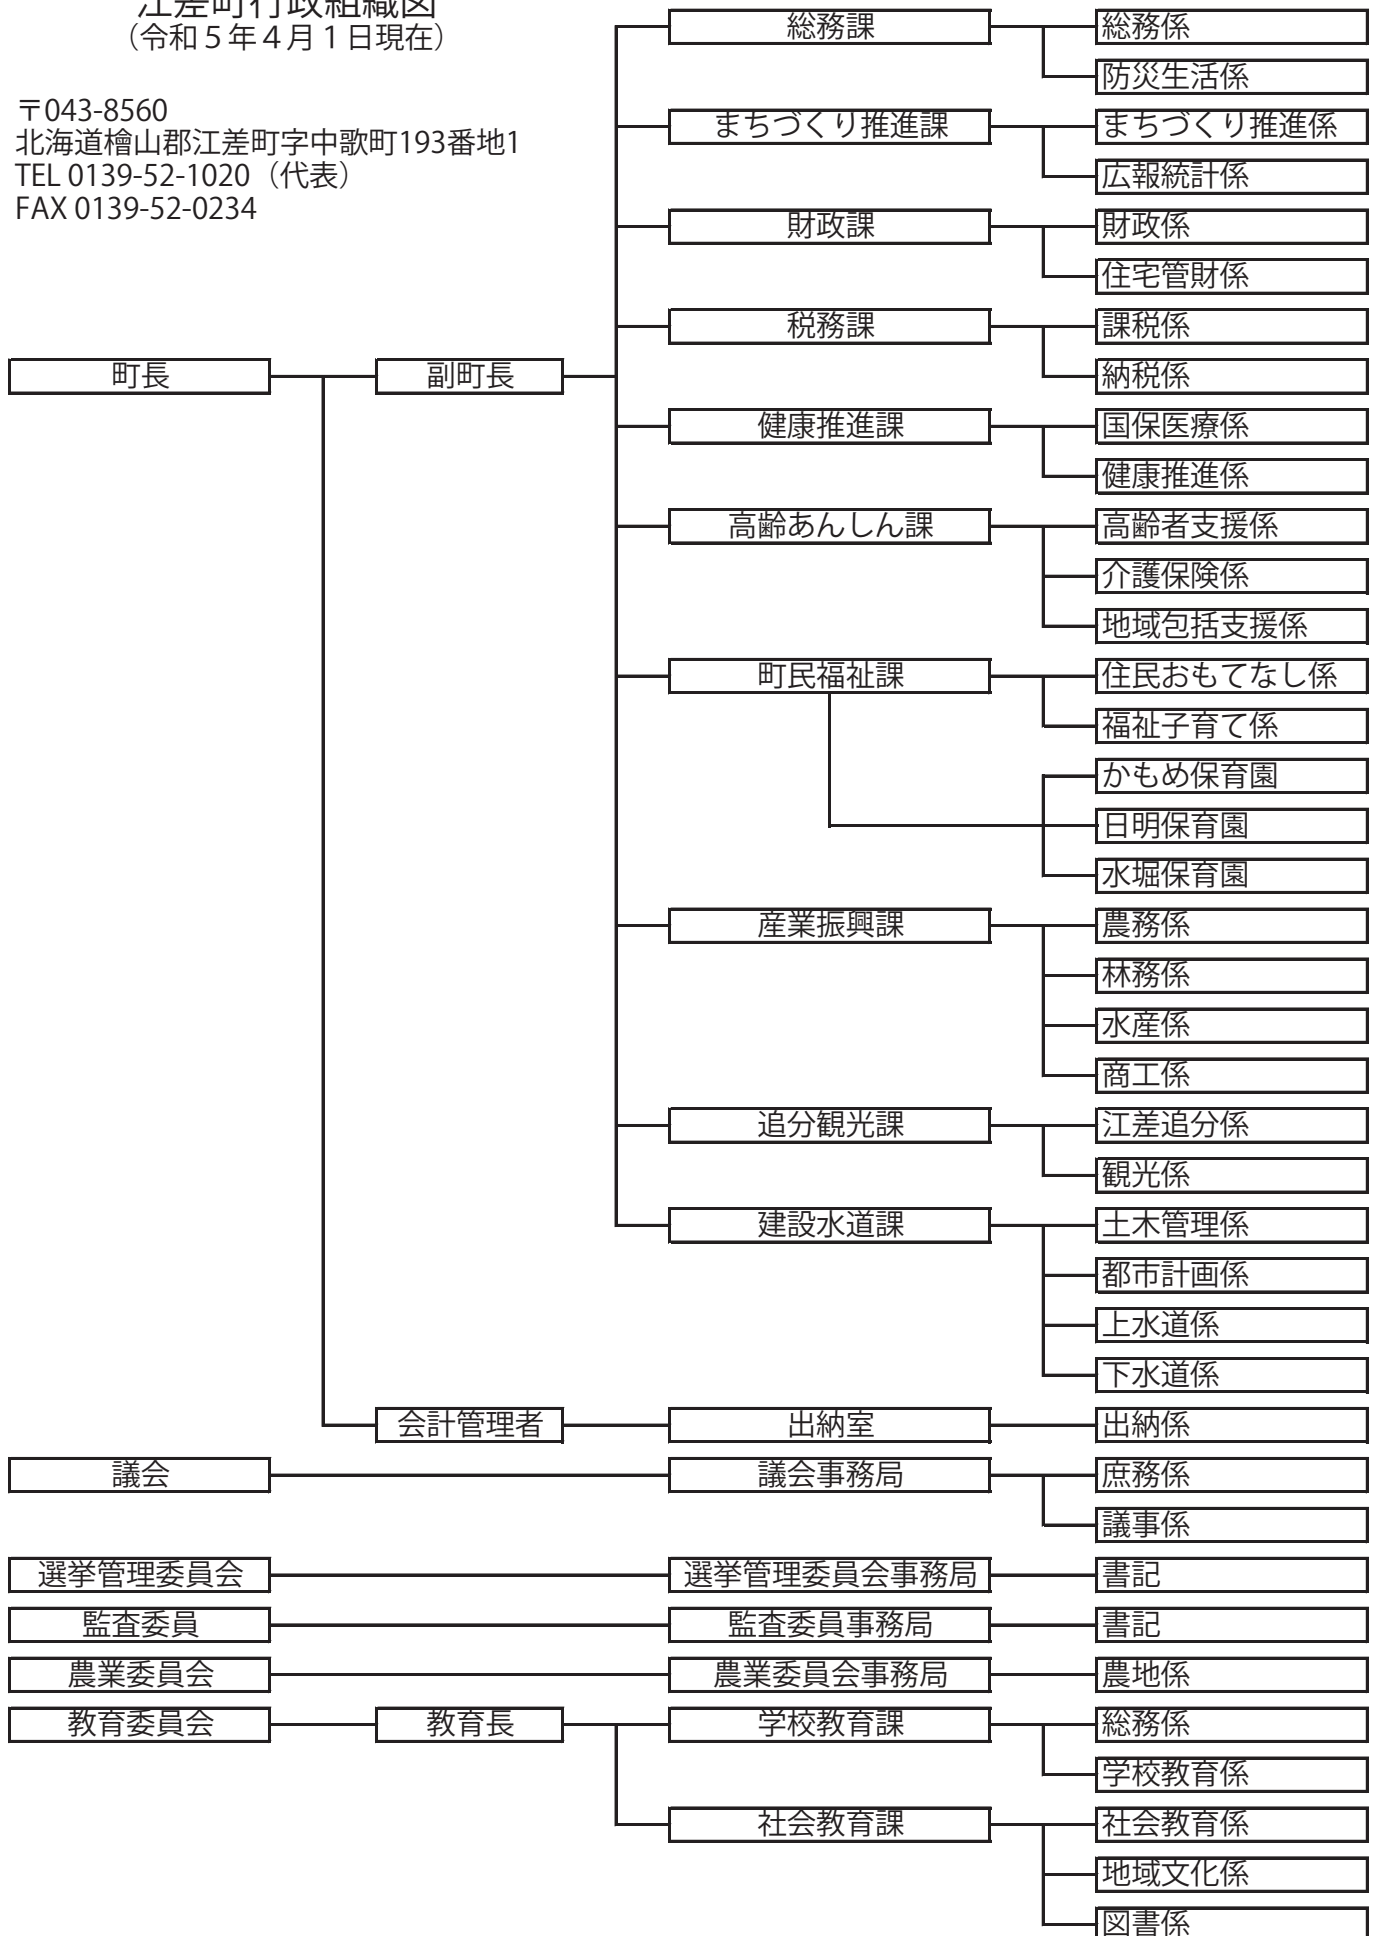 江差町行政組織図
（令和５年４月１日現在）
〒043-8560
北海道檜山郡江差町字中歌町193番地1
TEL 0139-52-1020（代表）
FAX 0139-52-0234
総務課
総務係
防災生活係
まちづくり推進課
まちづくり推進係
広報統計係
財政課
財政係
住宅管財係
税務課
課税係
町長
副町長
納税係
健康推進課
国保医療係
健康推進係
高齢あんしん課
高齢者支援係
介護保険係
地域包括支援係
町民福祉課
住民おもてなし係
福祉子育て係
かもめ保育園
日明保育園
水堀保育園
産業振興課
農務係
林務係
水産係
商工係
追分観光課
江差追分係
観光係
建設水道課
土木管理係
都市計画係
上水道係
下水道係
会計管理者
出納室
出納係
議会
議会事務局
庶務係
議事係
選挙管理委員会
選挙管理委員会事務局
書記
監査委員
監査委員事務局
書記
農業委員会
農業委員会事務局
農地係
教育委員会
教育長
学校教育課
総務係
学校教育係
社会教育課
社会教育係
地域文化係
図書係